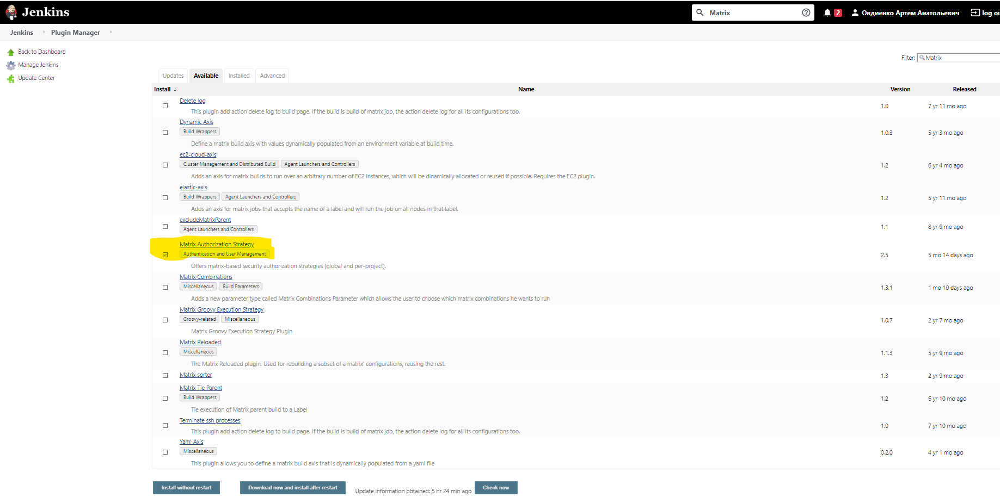 Jenkins
Matrix
2
Овдиенко Артем Анатольевич
log ou
Jenkins
Plugin Manager
Back to Dashboard
Manage Jenkins
Update Center
Filter: Matrix
Updates
Available
Installed
Advanced
Install ↓ Name Version Released
Delete log
This plugin add action delete log to build page. If the build is build of matrix job, the action delete log for all its configurations too.
1.0 7 yr 11 mo ago
Dynamic Axis
Build Wrappers
Define a matrix build axis with values dynamically populated from an environment variable at build time.
1.0.3 5 yr 3 mo ago
ec2-cloud-axis
Cluster Management and Distributed Build Agent Launchers and Controllers
Adds an axis for matrix builds to run over an arbitrary number of EC2 instances, which will be dinamically allocated or reused if possible. Requires the EC2 plugin.
1.2 6 yr 4 mo ago
elastic-axis
Build Wrappers Agent Launchers and Controllers
Adds an axis for matrix jobs that accepts the name of a label and will run the job on all nodes in that label.
1.2 5 yr 11 mo ago
excludeMatrixParent
Agent Launchers and Controllers
1.1 8 yr 9 mo ago
Matrix Authorization Strategy
Authentication and User Management
Offers matrix-based security authorization strategies (global and per-project).
2.5 5 mo 14 days ago
Matrix Combinations
Miscellaneous Build Parameters
Adds a new parameter type called Matrix Combinations Parameter which allows the user to choose which matrix combinations he wants to run
1.3.1 1 mo 10 days ago
Matrix Groovy Execution Strategy
Groovy-related Miscellaneous
Matrix Groovy Execution Strategy Plugin
1.0.7 2 yr 7 mo ago
Matrix Reloaded
Miscellaneous
The Matrix Reloaded plugin. Used for rebuilding a subset of a matrix' configurations, reusing the rest.
1.1.3 5 yr 9 mo ago
Matrix sorter
1.3 2 yr 9 mo ago
Matrix Tie Parent
Build Wrappers
Tie execution of Matrix parent build to a Label
1.2 6 yr 10 mo ago
Terminate ssh processes
This plugin add action delete log to build page. If the build is build of matrix job, the action delete log for all its configurations too.
1.0 7 yr 10 mo ago
Yaml Axis
Miscellaneous
This plugin allows you to define a matrix build axis that is dynamically populated from a yaml file
0.2.0 4 yr 1 mo ago
Install without restart
Download now and install after restart
Update information obtained: 5 hr 24 min ago
Check now